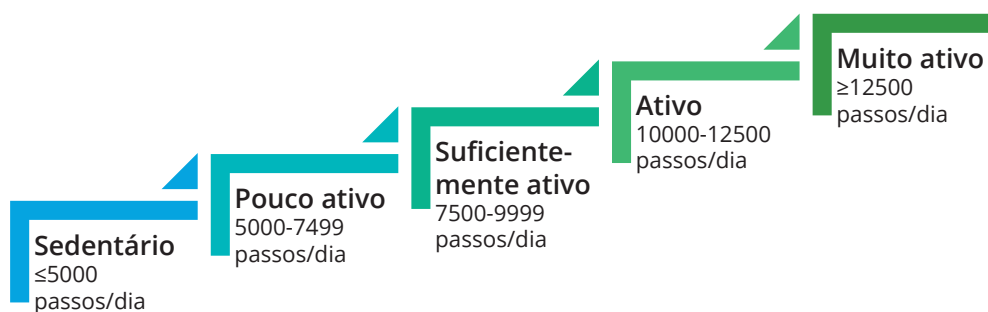 Sedentário
≤5000
passos/dia
Pouco ativo
5000-7499
passos/dia
Suficiente-
mente ativo
7500-9999
passos/dia
Ativo
10000-12500
passos/dia
Muito ativo
≥12500
passos/dia